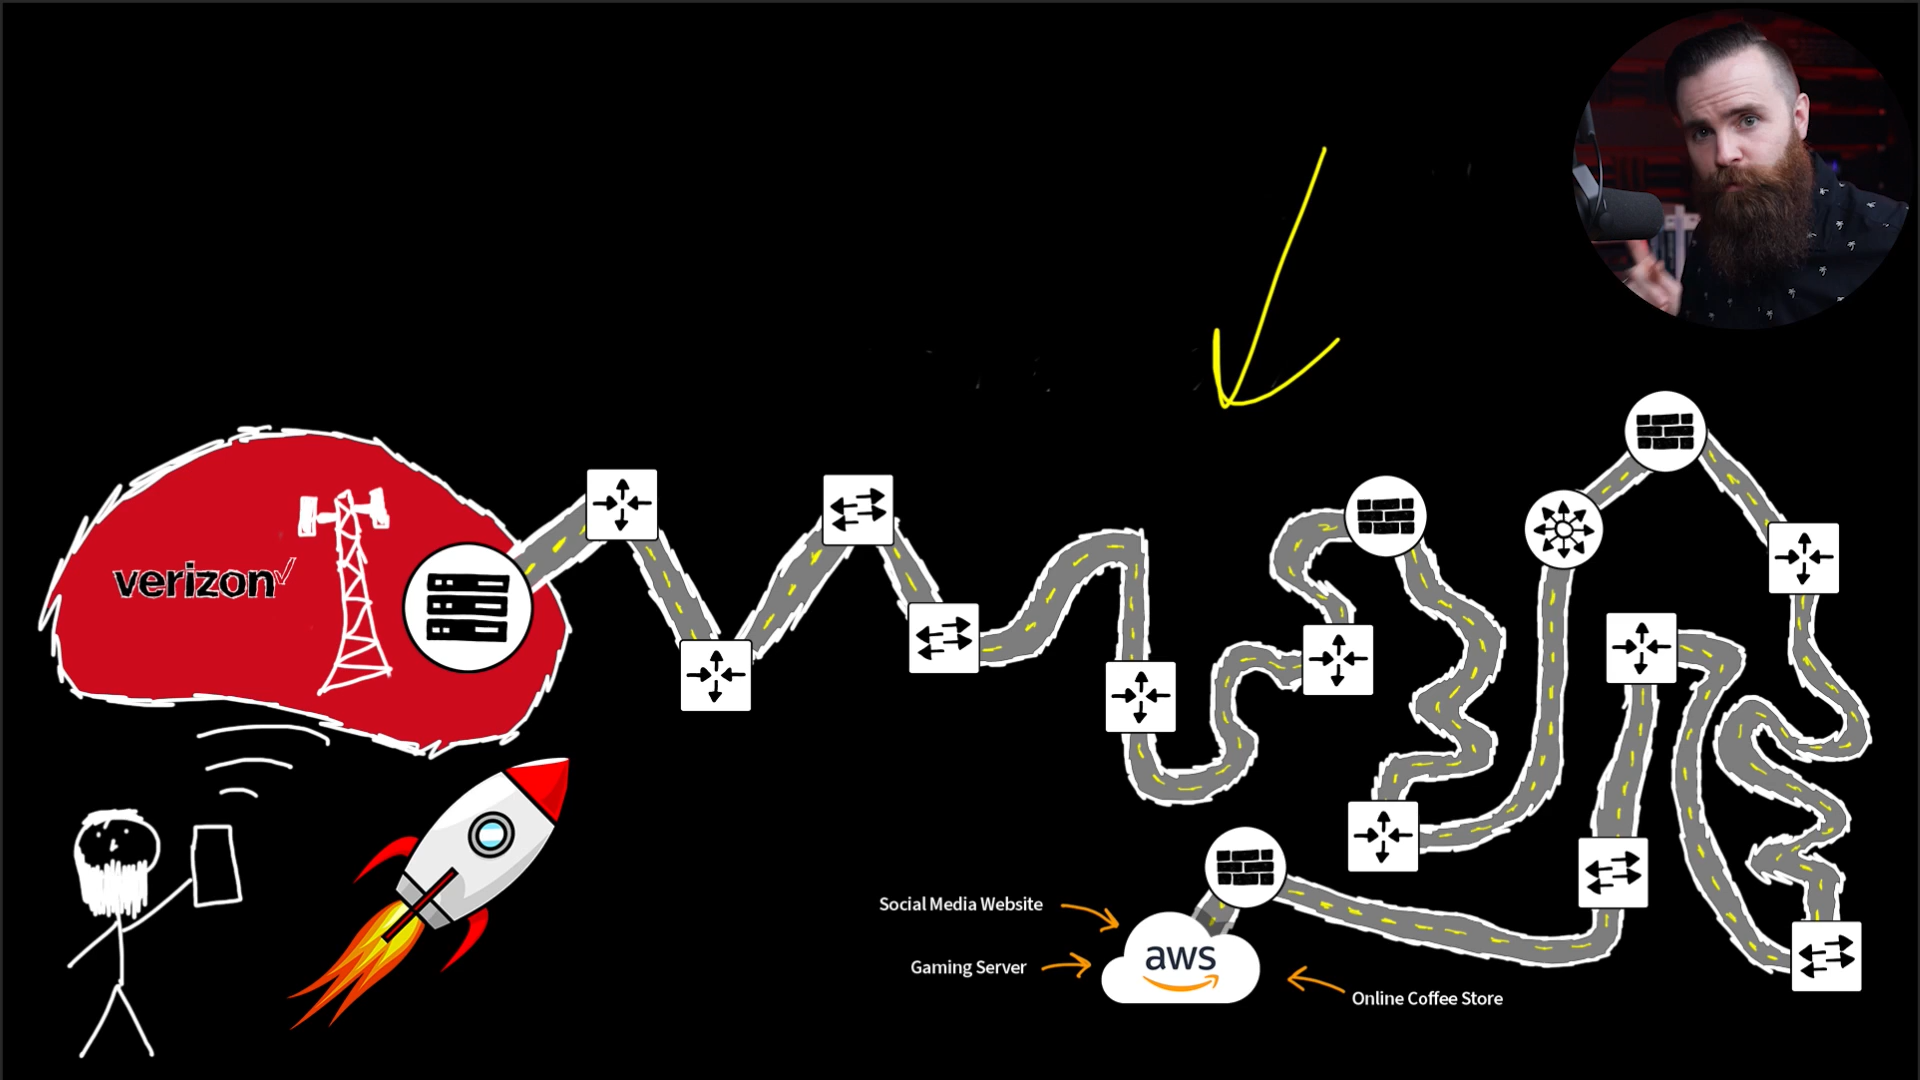 verizon✓
Social Media Website
Gaming Server
aws
Online Coffee Store